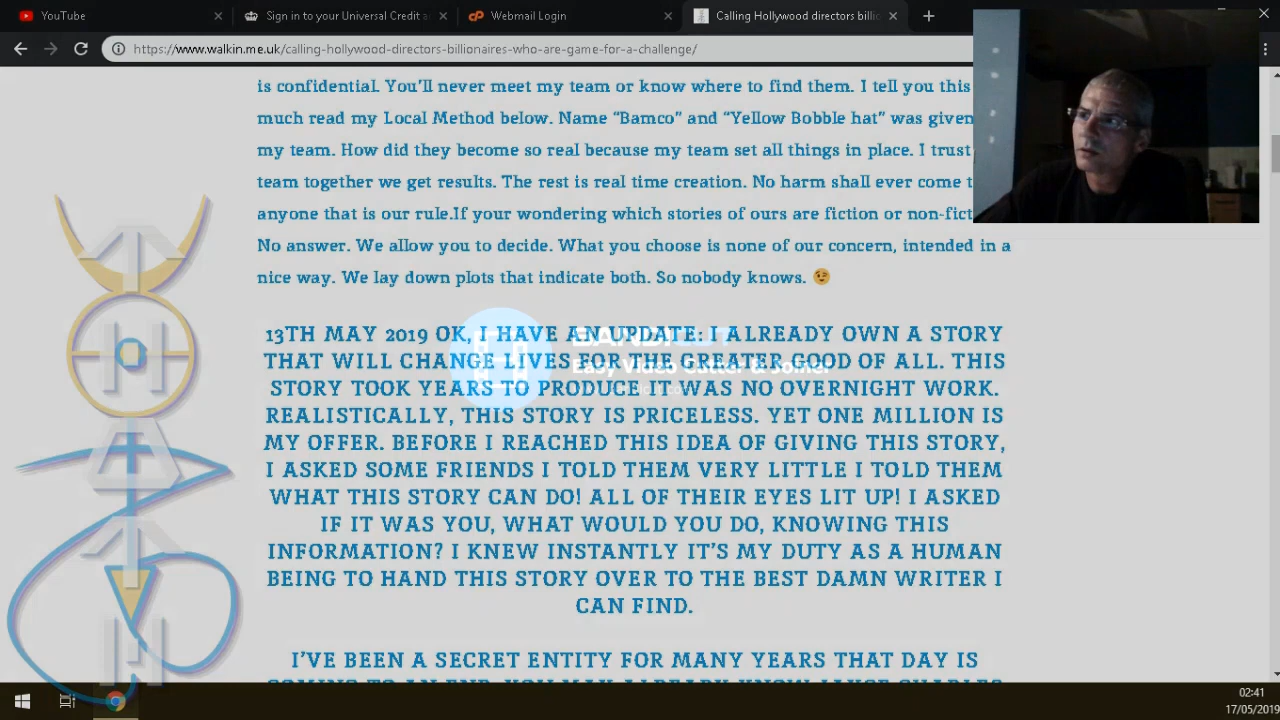 YouTube
Sign in to your Universal Credit a
Webmail Login
Calling Hollywood directors billio
https://www.walkin.me.uk/calling-hollywood-directors-billionaires-who-are-game-for-a-challenge/
is confidential. You'll never meet my team or know where to find them. I tell you this
much read my Local Method below. Name “Bamco” and “Yellow Bobble hat” was given
my team. How did they become so real because my team set all things in place. I trust
team together we get results. The rest is real time creation. No harm shall ever come t
anyone that is our rule.If your wondering which stories of ours are fiction or non-fict
No answer. We allow you to decide. What you choose is none of our concern, intended in a
nice way. We lay down plots that indicate both. So nobody knows. 😉
13TH MAY 2019 OK, I HAVE AN UPDATE: I ALREADY OWN A STORY
THAT WILL CHANGE LIVES FOR THE GREATER GOOD OF ALL. THIS
Easy Video Cutter & Joiner
STORY TOOK YEARS TO PRODUCE IT WAS NO OVERNIGHT WORK.
REALISTICALLY, THIS STORY IS PRICELESS. YET ONE MILLION IS
MY OFFER. BEFORE I REACHED THIS IDEA OF GIVING THIS STORY,
I ASKED SOME FRIENDS I TOLD THEM VERY LITTLE I TOLD THEM
WHAT THIS STORY CAN DO! ALL OF THEIR EYES LIT UP! I ASKED
IF IT WAS YOU, WHAT WOULD YOU DO, KNOWING THIS
INFORMATION? I KNEW INSTANTLY IT'S MY DUTY AS A HUMAN
BEING TO HAND THIS STORY OVER TO THE BEST DAMN WRITER I
CAN FIND.
I'VE BEEN A SECRET ENTITY FOR MANY YEARS THAT DAY IS
02:41
17/05/2019